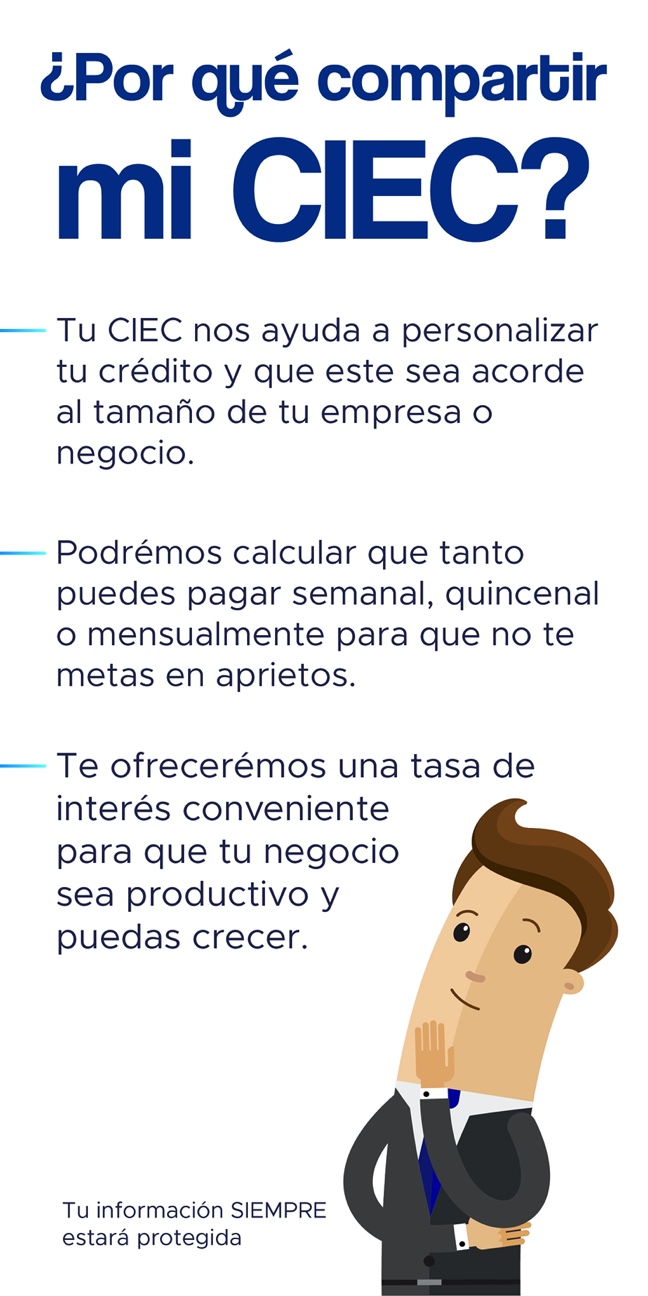 ¿Por qué compartir
mi CIEC?
Tu CIEC nos ayuda a personalizar
tu crédito y que este sea acorde
al tamaño de tu empresa o
negocio.
Podrémos calcular que tanto
puedes pagar semanal, quincenal
o mensualmente para que no te
metas en aprietos.
Te ofrecerémos una tasa de
interés conveniente
para que tu negocio
sea productivo y
puedas crecer.
Tu información SIEMPRE
estará protegida